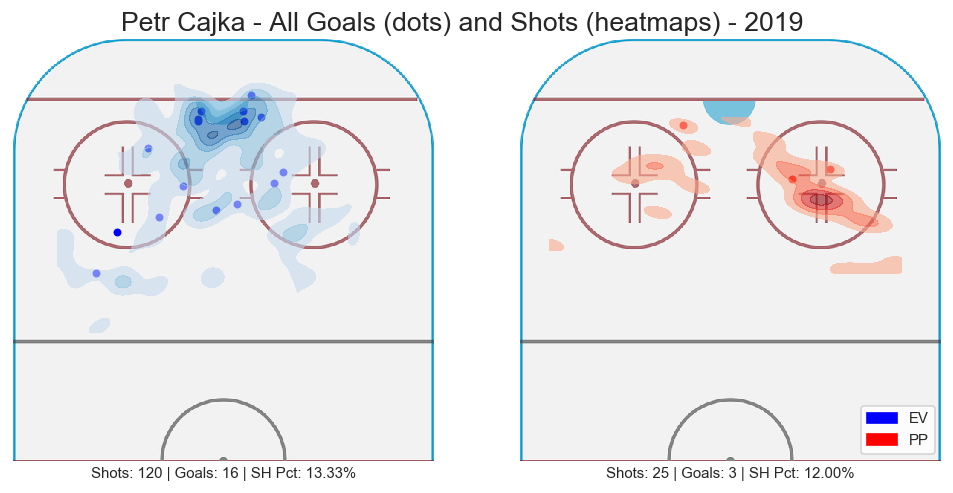 Petr Cajka - All Goals (dots) and Shots (heatmaps) - 2019
EV
PP
Shots: 120 | Goals: 16 | SH Pct: 13.33%
Shots: 25 | Goals: 3 | SH Pct: 12.00%